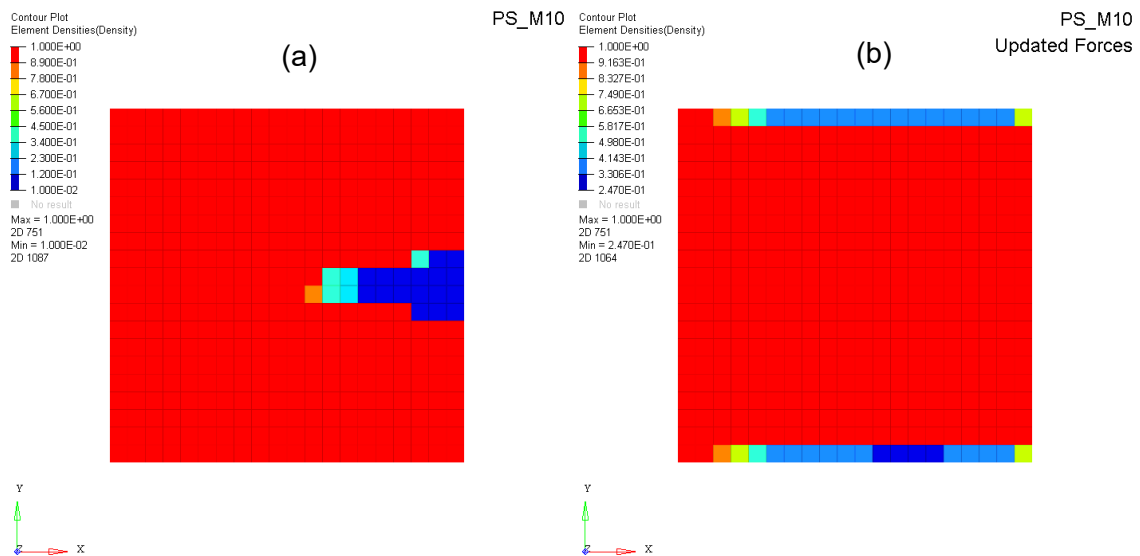 Contour Plot
Element Densities(Density)
1.000E+00
8.900E-01
7.800E-01
6.700E-01
5.600E-01
4.500E-01
3.400E-01
2.300E-01
1.200E-01
1.000E-02
No result
Max = 1.000E+00
2D 751
Min = 1.000E-02
2D 1087
(a)
PS_M10
Y
Z X
Contour Plot
Element Densities(Density)
1.000E+00
9.163E-01
8.327E-01
7.490E-01
6.653E-01
5.817E-01
4.980E-01
4.143E-01
3.306E-01
2.470E-01
No result
Max = 1.000E+00
2D 751
Min = 2.470E-01
2D 1064
(b)
PS_M10
Updated Forces
Y
Z X